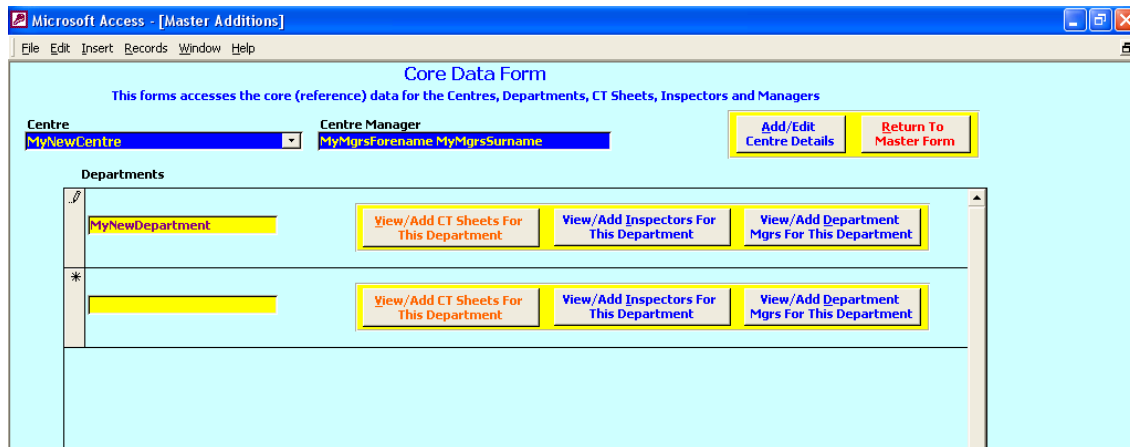 Microsoft Access - [Master Additions]
File Edit Insert Records Window Help
Core Data Form
This forms accesses the core (reference) data for the Centres, Departments, CT Sheets, Inspectors and Managers
Centre
MyNewCentre
Centre Manager
MyMgrsForename MyMgrsSurname
Add/Edit
Centre Details
Return To
Master Form
Departments
MyNewDepartment
View/Add CT Sheets For
This Department
View/Add Inspectors For
This Department
View/Add Department
Mgrs For This Department
*
View/Add CT Sheets For
This Department
View/Add Inspectors For
This Department
View/Add Department
Mgrs For This Department